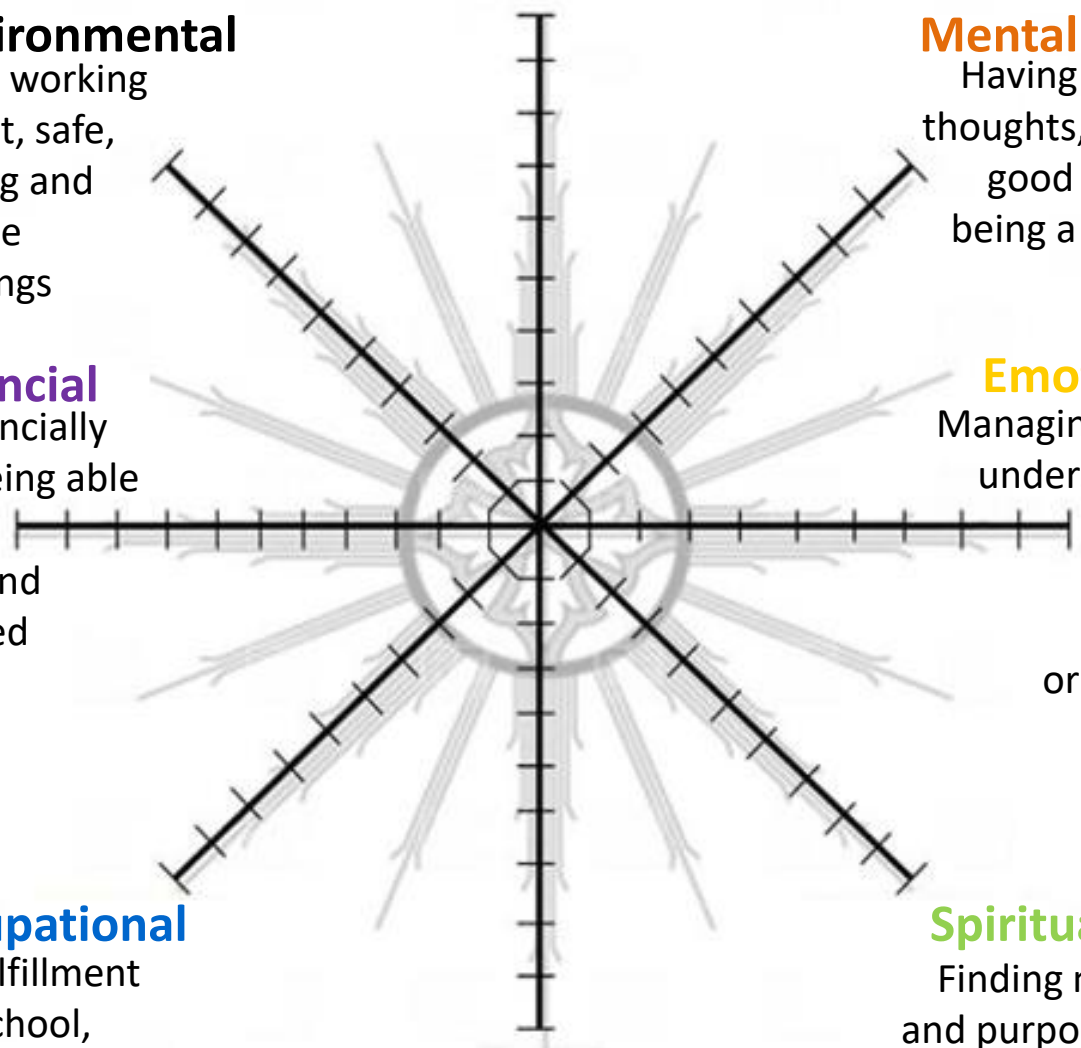 ironmental
working
t, safe,
g and
e
ngs
Mental
Having
thoughts,
good
being a
ncial
ncially
eing able
nd
ed
Emo
Managin
under
or
upational
lfillment
chool,
Spiritua
Finding
and purpo